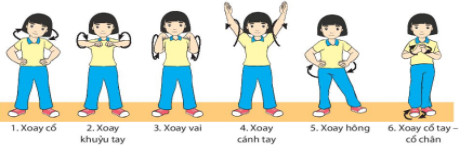 1. Xoay cổ
2. Xoay
khuỷu tay
3. Xoay vai
4. Xoay
cánh tay
5. Xoay hông
6. Xoay cổ tay –
cổ chân